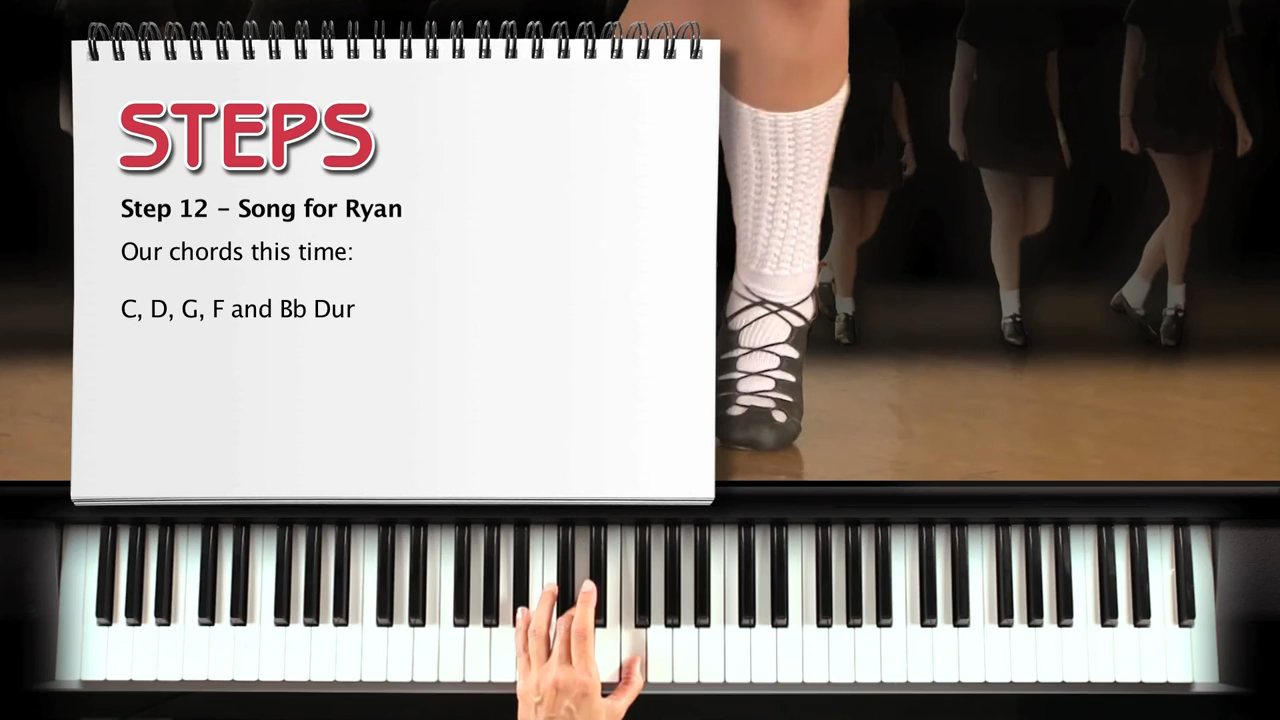 STEPS
Step 12 – Song for Ryan
Our chords this time:
C, D, G, F and Bb Dur